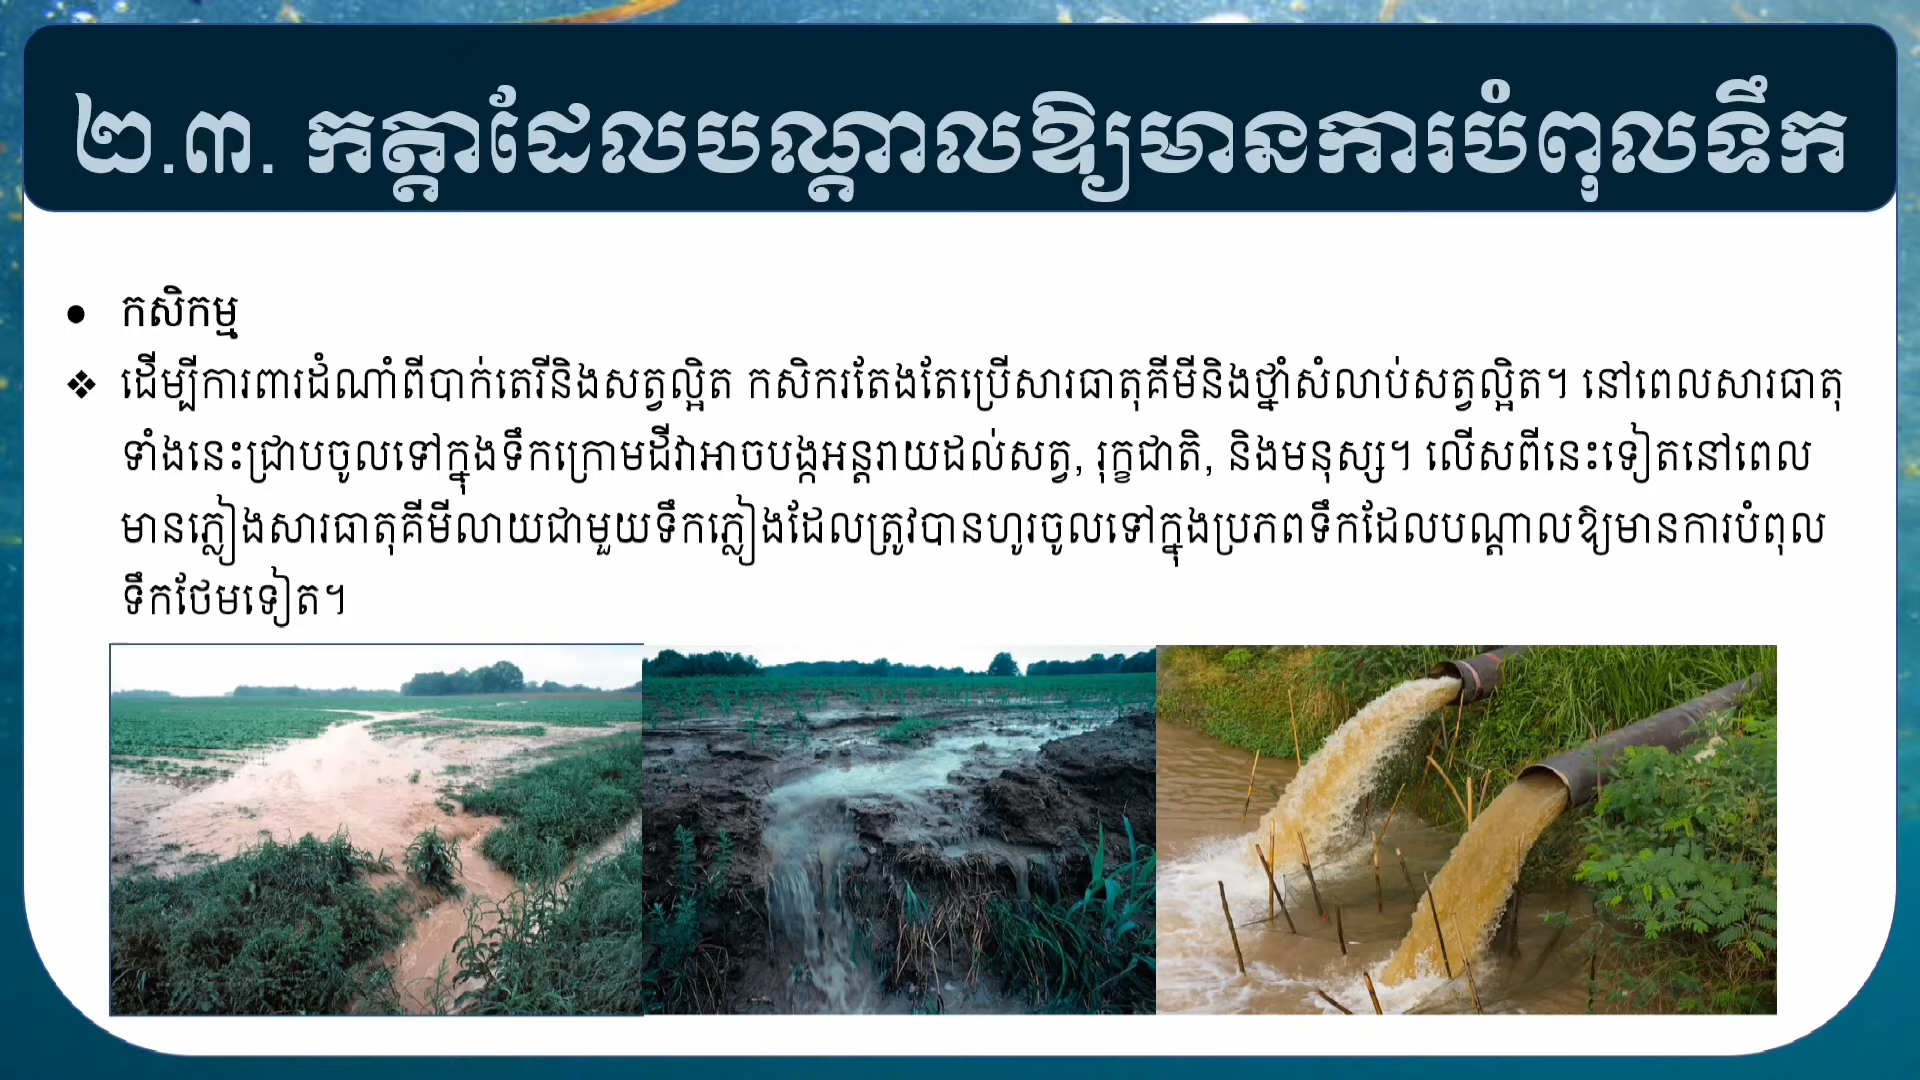 ២.៣. កត្តាដែលបណ្តាលឱ្យមានការបំពុលទឹក
● កសិកម្ម
❖ ដើម្បីការពារដំណាំពីបាក់តេរីនិងសត្វល្អិត កសិករតែងតែប្រើសារធាតុគីមីនិងថ្នាំសំលាប់សត្វល្អិត។ នៅពេលសារធាតុ
ទាំងនេះជ្រាបចូលទៅក្នុងទឹកក្រោមដីវាអាចបង្កអន្តរាយដល់សត្វ, រុក្ខជាតិ, និងមនុស្ស។ លើសពីនេះទៀតនៅពេល
មានភ្លៀងសារធាតុគីមីលាយជាមួយទឹកភ្លៀងដែលត្រូវបានហូរចូលទៅក្នុងប្រភពទឹកដែលបណ្តាលឱ្យមានការបំពុល
ទឹកថែមទៀត។